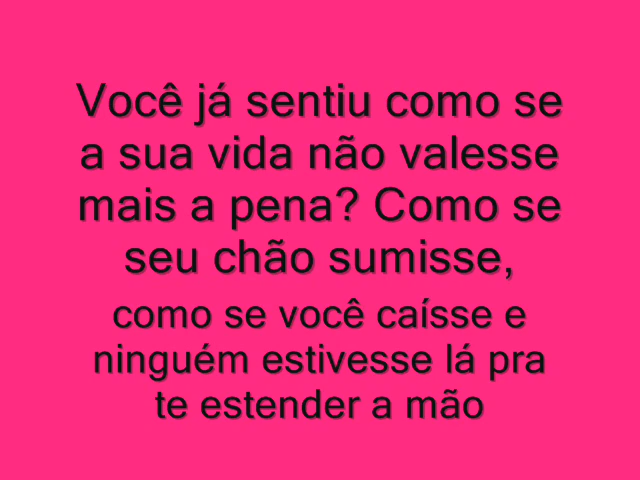 Você já sentiu como se
a sua vida não valesse
mais a pena? Como se
seu chão sumisse,
como se você caísse e
ninguém estivesse lá pra
te estender a mão